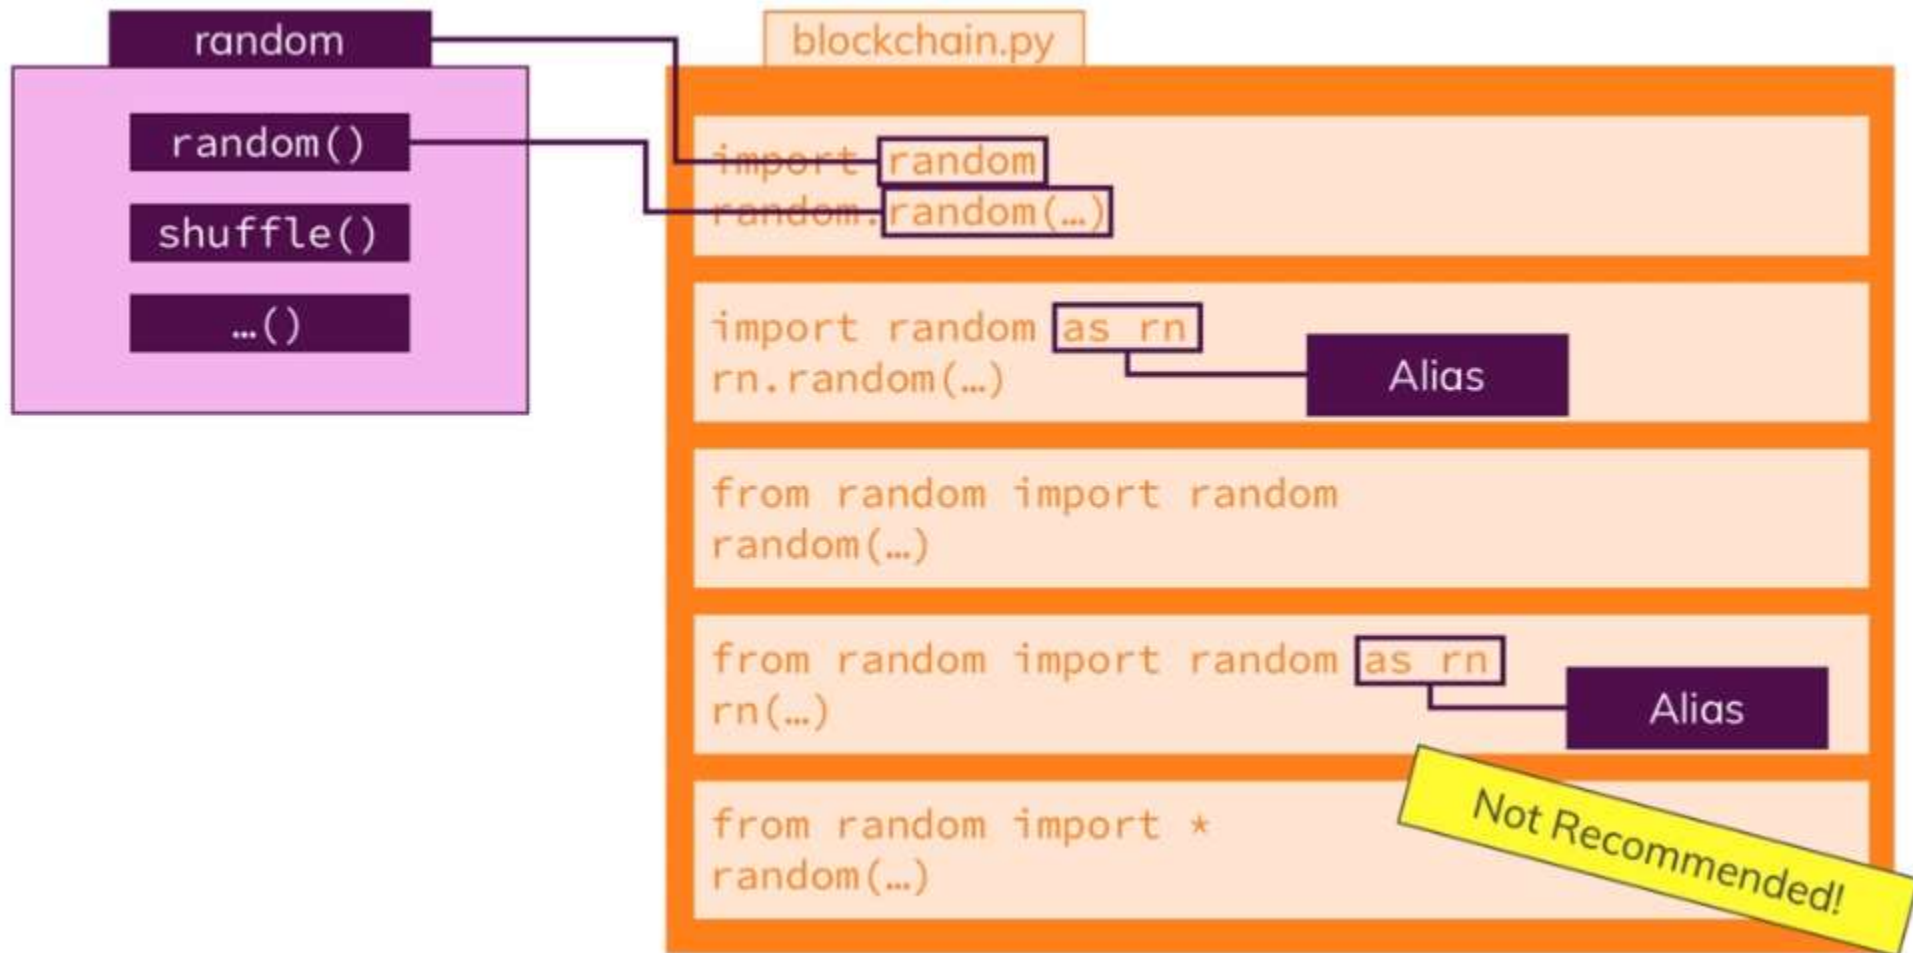 random
random()
shuffle()
…()
blockchain.py
import random
random.random(…)
import random as rn
rn.random(…)
Alias
from random import random
random(…)
from random import random as rn
rn(…)
Alias
from random import *
random(…)
Not Recommended!